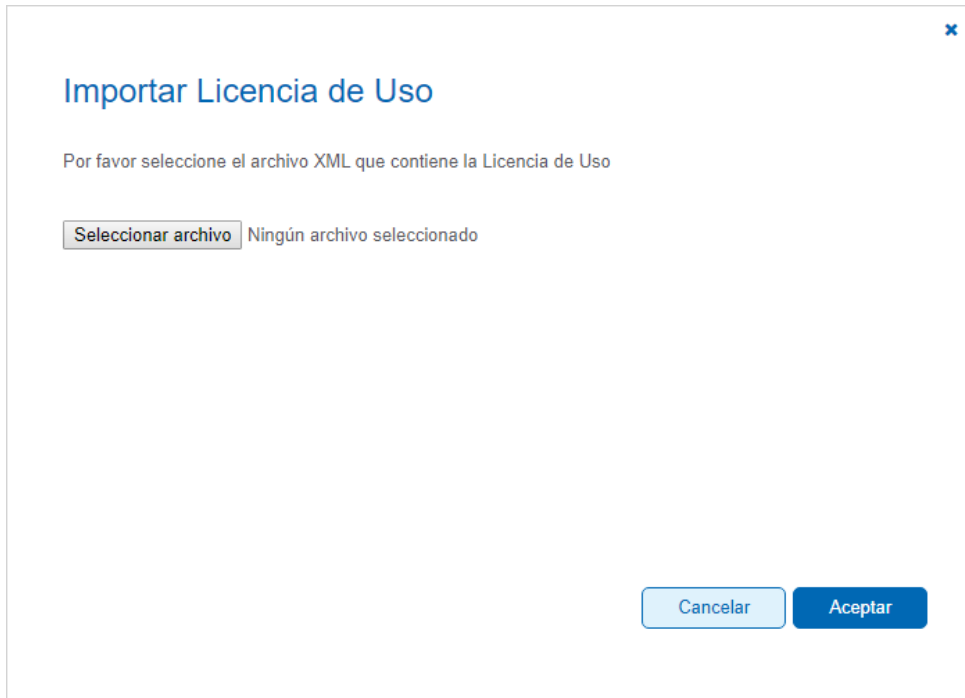 ✖
Importar Licencia de Uso
Por favor seleccione el archivo XML que contiene la Licencia de Uso
Seleccionar archivo Ningún archivo seleccionado
Cancelar Aceptar